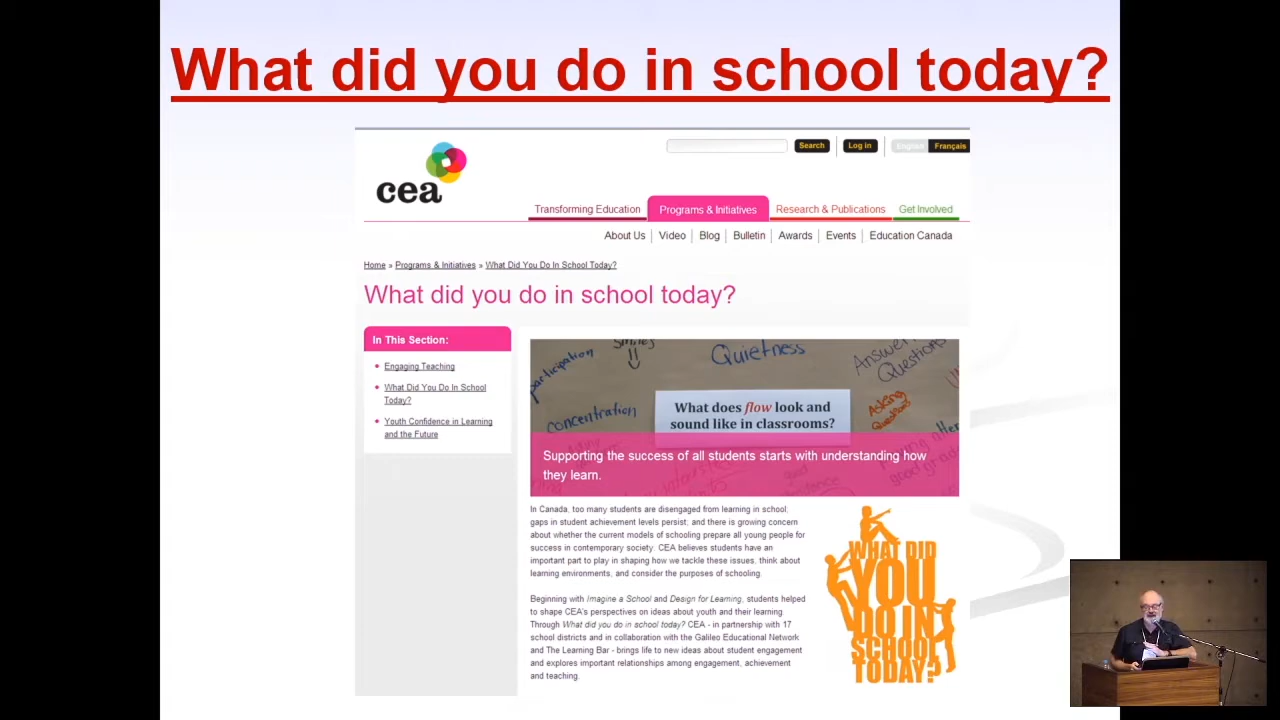 What did you do in school today?
Search
Log in
English
Français
cea
Transforming Education
Programs & Initiatives
Research & Publications
Get Involved
About Us
Video
Blog
Bulletin
Awards
Events
Education Canada
Home » Programs & Initiatives » What Did You Do In School Today?
What did you do in school today?
In This Section:
Engaging Teaching
What Did You Do In School
Today?
Youth Confidence in Learning
and the Future
participation
Smiles
Quietness
Answer
Questions
concentration
Asking
Questions
What does flow look and
sound like in classrooms?
Supporting the success of all students starts with understanding how
they learn.
In Canada, too many students are disengaged from learning in school;
gaps in student achievement levels persist; and there is growing concern
about whether the current models of schooling prepare all young people for
success in contemporary society. CEA believes students have an
important part to play in shaping how we tackle these issues, think about
learning environments, and consider the purposes of schooling.
Beginning with Imagine a School and Design for Learning, students helped
to shape CEA's perspectives on ideas about youth and their learning.
Through What did you do in school today? CEA - in partnership with 17
school districts and in collaboration with the Galileo Educational Network
and The Learning Bar - brings life to new ideas about student engagement
and explores important relationships among engagement, achievement
and teaching.
WHAT DID
YOU
DO IN
SCHOOL
TODAY?